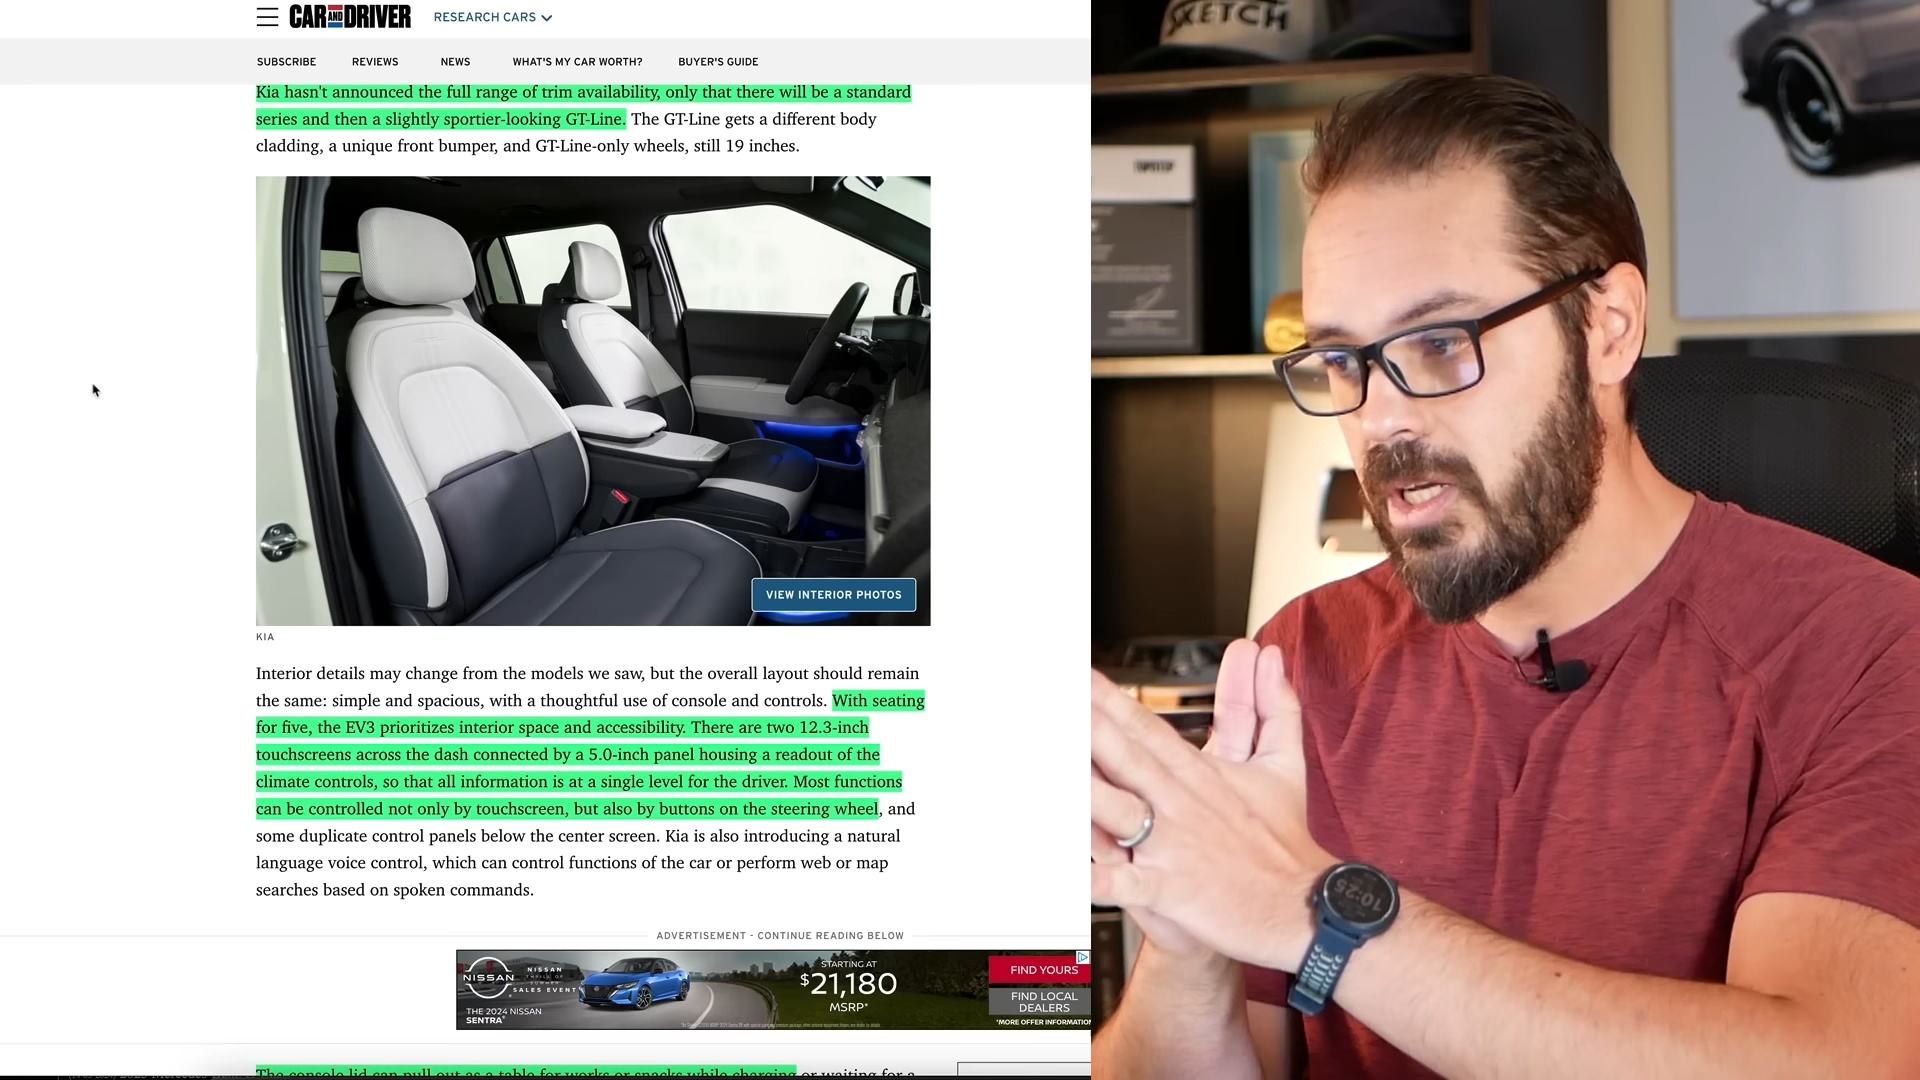 CAR AND DRIVER
RESEARCH CARS
SUBSCRIBE REVIEWS NEWS WHAT'S MY CAR WORTH? BUYER'S GUIDE
Kia hasn't announced the full range of trim availability, only that there will be a standard
series and then a slightly sportier-looking GT-Line. The GT-Line gets a different body
cladding, a unique front bumper, and GT-Line-only wheels, still 19 inches.
VIEW INTERIOR PHOTOS
KIA
Interior details may change from the models we saw, but the overall layout should remain
the same: simple and spacious, with a thoughtful use of console and controls. With seating
for five, the EV3 prioritizes interior space and accessibility. There are two 12.3-inch
touchscreens across the dash connected by a 5.0-inch panel housing a readout of the
climate controls, so that all information is at a single level for the driver. Most functions
can be controlled not only by touchscreen, but also by buttons on the steering wheel, and
some duplicate control panels below the center screen. Kia is also introducing a natural
language voice control, which can control functions of the car or perform web or map
searches based on spoken commands.
ADVERTISEMENT - CONTINUE READING BELOW
NISSAN
NISSAN
THRILL OF
SUMMER
SALES EVENT
THE 2024 NISSAN
SENTRA®
STARTING AT
$21,180
MSRP*
FIND YOURS
FIND LOCAL
DEALERS
*MORE OFFER INFORMATION
The console lid can pull out as a table for works or snacks while charging or waiting for a
SKETCH
10:25